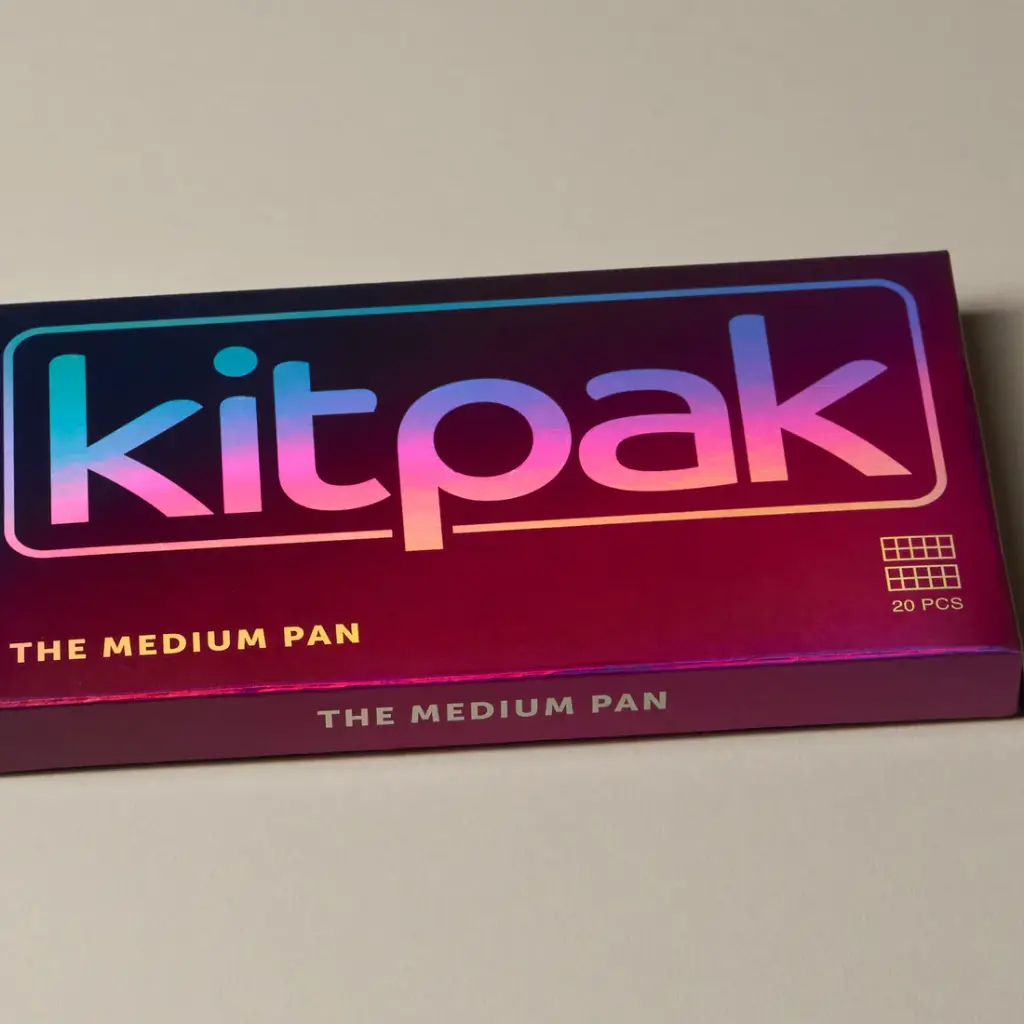 kitpak
20 PCS
THE MEDIUM PAN
THE MEDIUM PAN